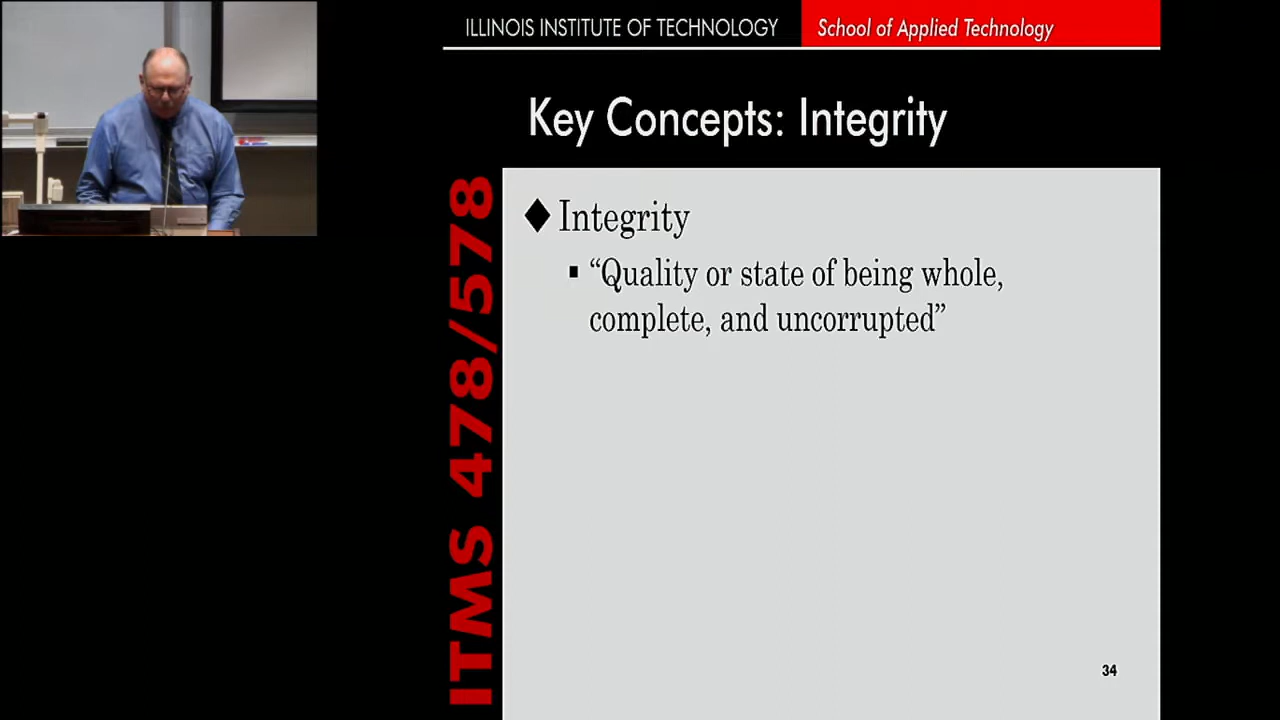 ILLINOIS INSTITUTE OF TECHNOLOGY
School of Applied Technology
Key Concepts: Integrity
ITMS 478/578
◆ Integrity
▪ “Quality or state of being whole,
complete, and uncorrupted”
34